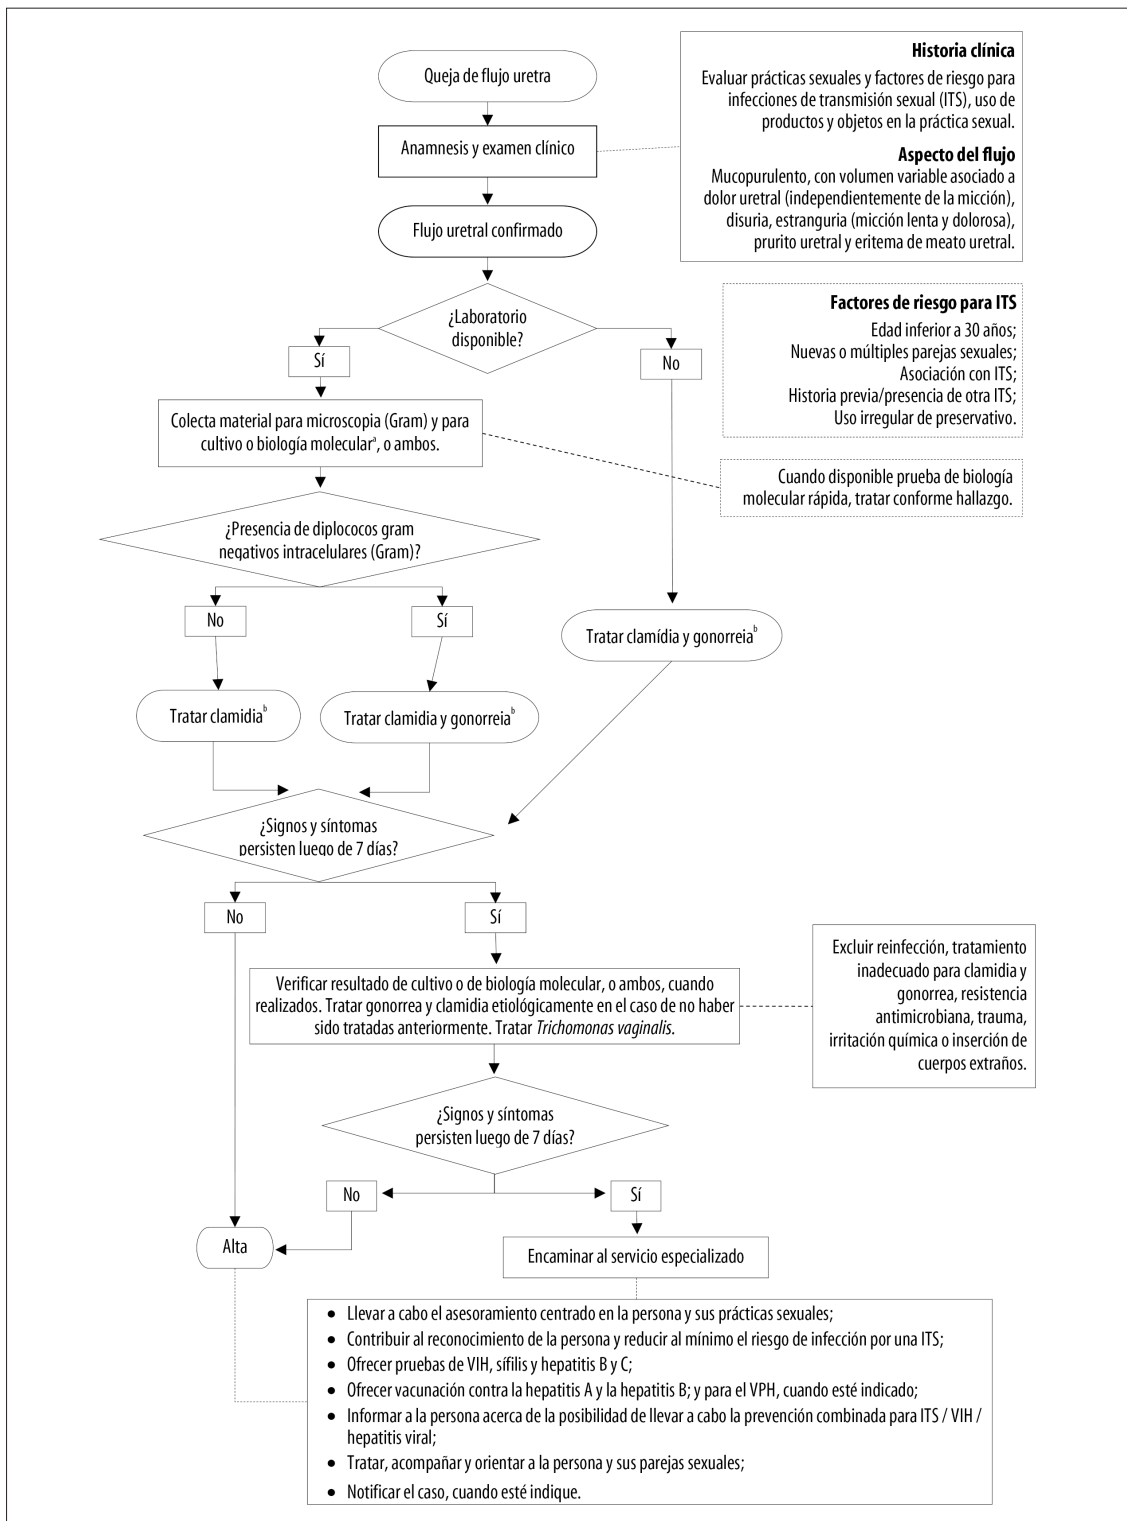 Queja de flujo uretra
Anamnesis y examen clínico
Flujo uretral confirmado
Historia clínica
Evaluar prácticas sexuales y factores de riesgo para
infecciones de transmisión sexual (ITS), uso de
productos y objetos en la práctica sexual.
Aspecto del flujo
Mucopurulento, con volumen variable asociado a
dolor uretral (independientemente de la micción),
disuria, estranguria (micción lenta y dolorosa),
prurito uretral y eritema de meato uretral.
¿Laboratorio
disponible?
Sí
No
Factores de riesgo para ITS
Edad inferior a 30 años;
Nuevas o múltiples parejas sexuales;
Asociación con ITS;
Historia previa/presencia de otra ITS;
Uso irregular de preservativo.
Colecta material para microscopia (Gram) y para
cultivo o biología molecularª, o ambos.
Cuando disponible prueba de biología
molecular rápida, tratar conforme hallazgo.
¿Presencia de diplococos gram
negativos intracelulares (Gram)?
No
Sí
Tratar clamídia y gonorreia^b
Tratar clamidia^b
Tratar clamidia y gonorreia^b
¿Signos y síntomas
persisten luego de 7 días?
No
Sí
Verificar resultado de cultivo o de biología molecular, o ambos, cuando
realizados. Tratar gonorrea y clamidia etiológicamente en el caso de no haber
sido tratadas anteriormente. Tratar Trichomonas vaginalis.
Excluir reinfección, tratamiento
inadecuado para clamidia y
gonorrea, resistencia
antimicrobiana, trauma,
irritación química o inserción de
cuerpos extraños.
¿Signos y síntomas
persisten luego de 7 días?
No
Sí
Alta
Encaminar al servicio especializado
• Llevar a cabo el asesoramiento centrado en la persona y sus prácticas sexuales;
• Contribuir al reconocimiento de la persona y reducir al mínimo el riesgo de infección por una ITS;
• Ofrecer pruebas de VIH, sífilis y hepatitis B y C;
• Ofrecer vacunación contra la hepatitis A y la hepatitis B; y para el VPH, cuando esté indicado;
• Informar a la persona acerca de la posibilidad de llevar a cabo la prevención combinada para ITS / VIH /
hepatitis viral;
• Tratar, acompañar y orientar a la persona y sus parejas sexuales;
• Notificar el caso, cuando esté indique.